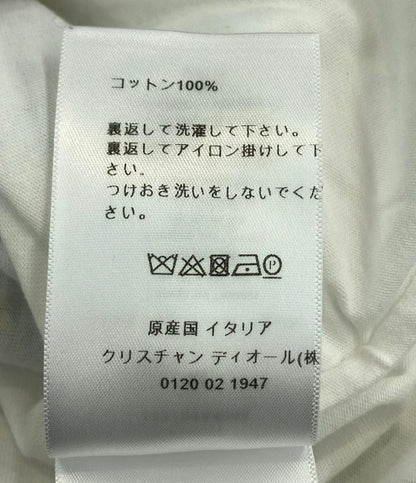 コットン100%
裏返して洗濯して下さい。
裏返してアイロン掛けして下
さい。
つけおき洗いをしないでくだ
さい。
P
原産国 イタリア
クリスチャン ディオール(株
0120 02 1947